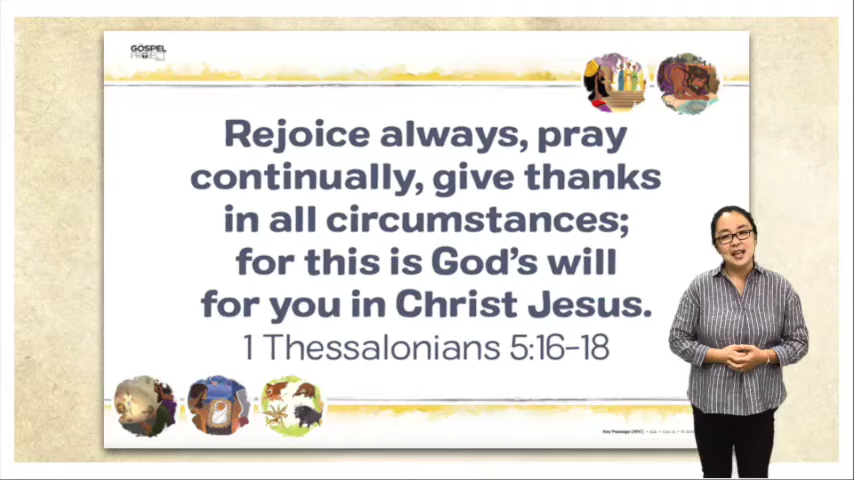 GOSPEL
PROJECT
Rejoice always, pray
continually, give thanks
in all circumstances;
for this is God's will
for you in Christ Jesus.
1 Thessalonians 5:16-18
Key Passage (NIV)